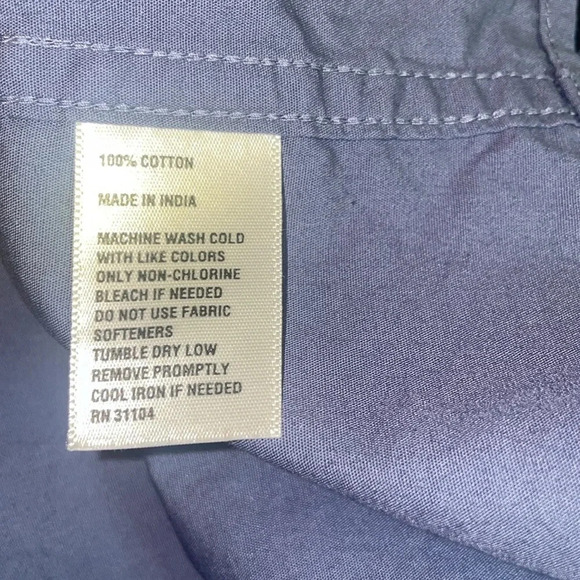 100% COTTON
MADE IN INDIA
MACHINE WASH COLD
WITH LIKE COLORS
ONLY NON-CHLORINE
BLEACH IF NEEDED
DO NOT USE FABRIC
SOFTENERS
TUMBLE DRY LOW
REMOVE PROMPTLY
COOL IRON IF NEEDED
RN 31104